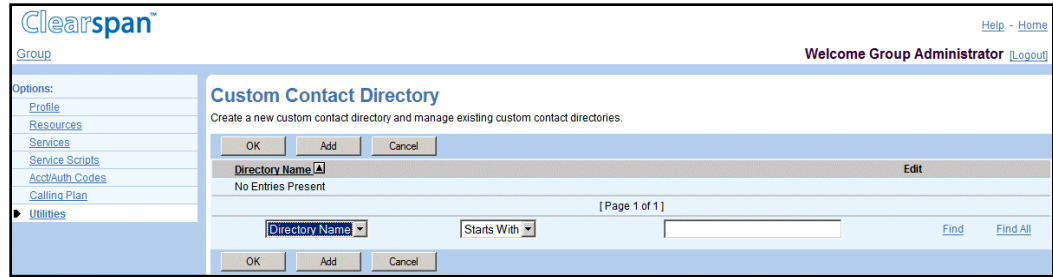 Clearspan™
Help - Home
Group
Welcome Group Administrator [Logout]
Options:
Profile
Resources
Services
Service Scripts
Acct/Auth Codes
Calling Plan
Utilities
Custom Contact Directory
Create a new custom contact directory and manage existing custom contact directories.
OK Add Cancel
Directory Name Edit
No Entries Present
[ Page 1 of 1 ]
Directory Name Starts With Find Find All
OK Add Cancel